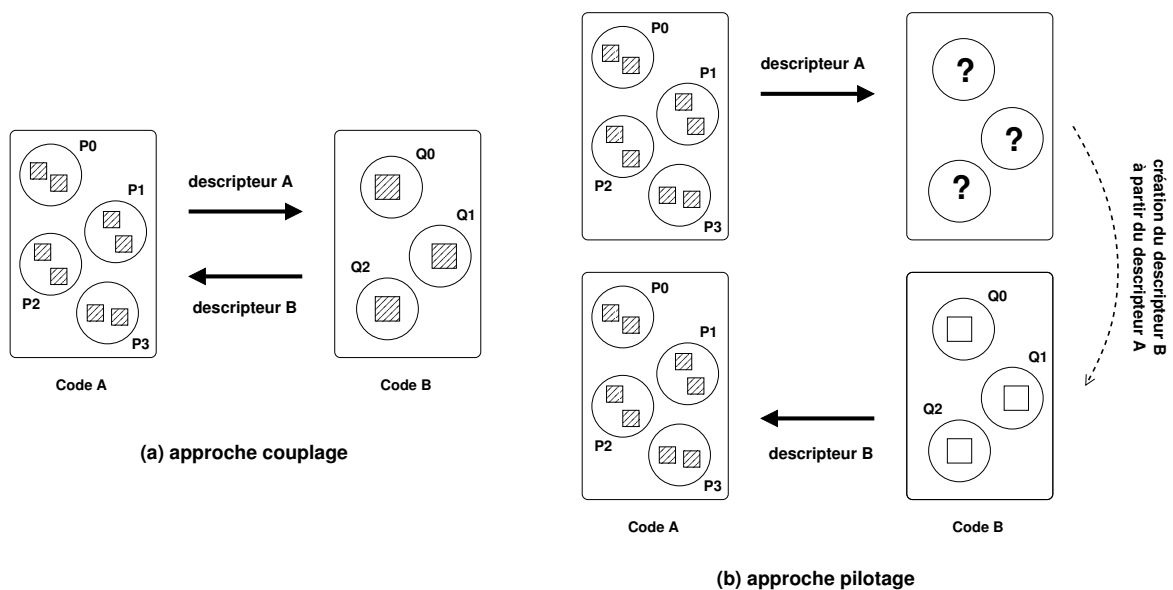 P0
P1
P2
P3
Code A
descripteur A
descripteur B
Q0
Q1
Q2
Code B
(a) approche couplage
P0
P1
P2
P3
descripteur A
?
?
?
création du descripteur B
à partir du descripteur A
P0
P1
P2
P3
Code A
descripteur B
Q0
Q1
Q2
Code B
(b) approche pilotage